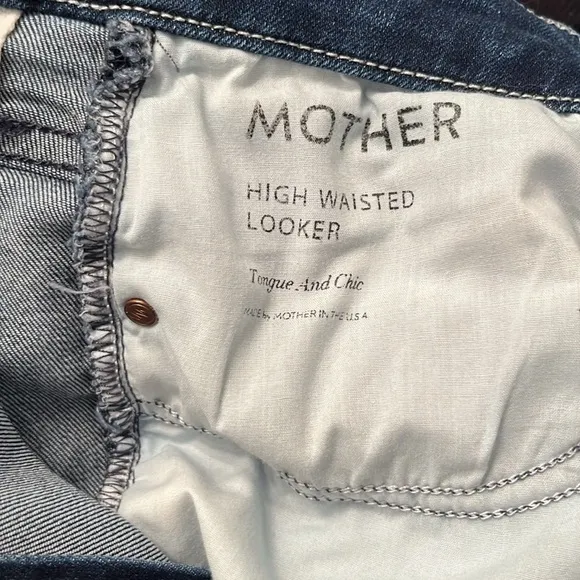 MOTHER
HIGH WAISTED
LOOKER
Tongue And Chic
MADE by MOTHER IN THE U.S.A